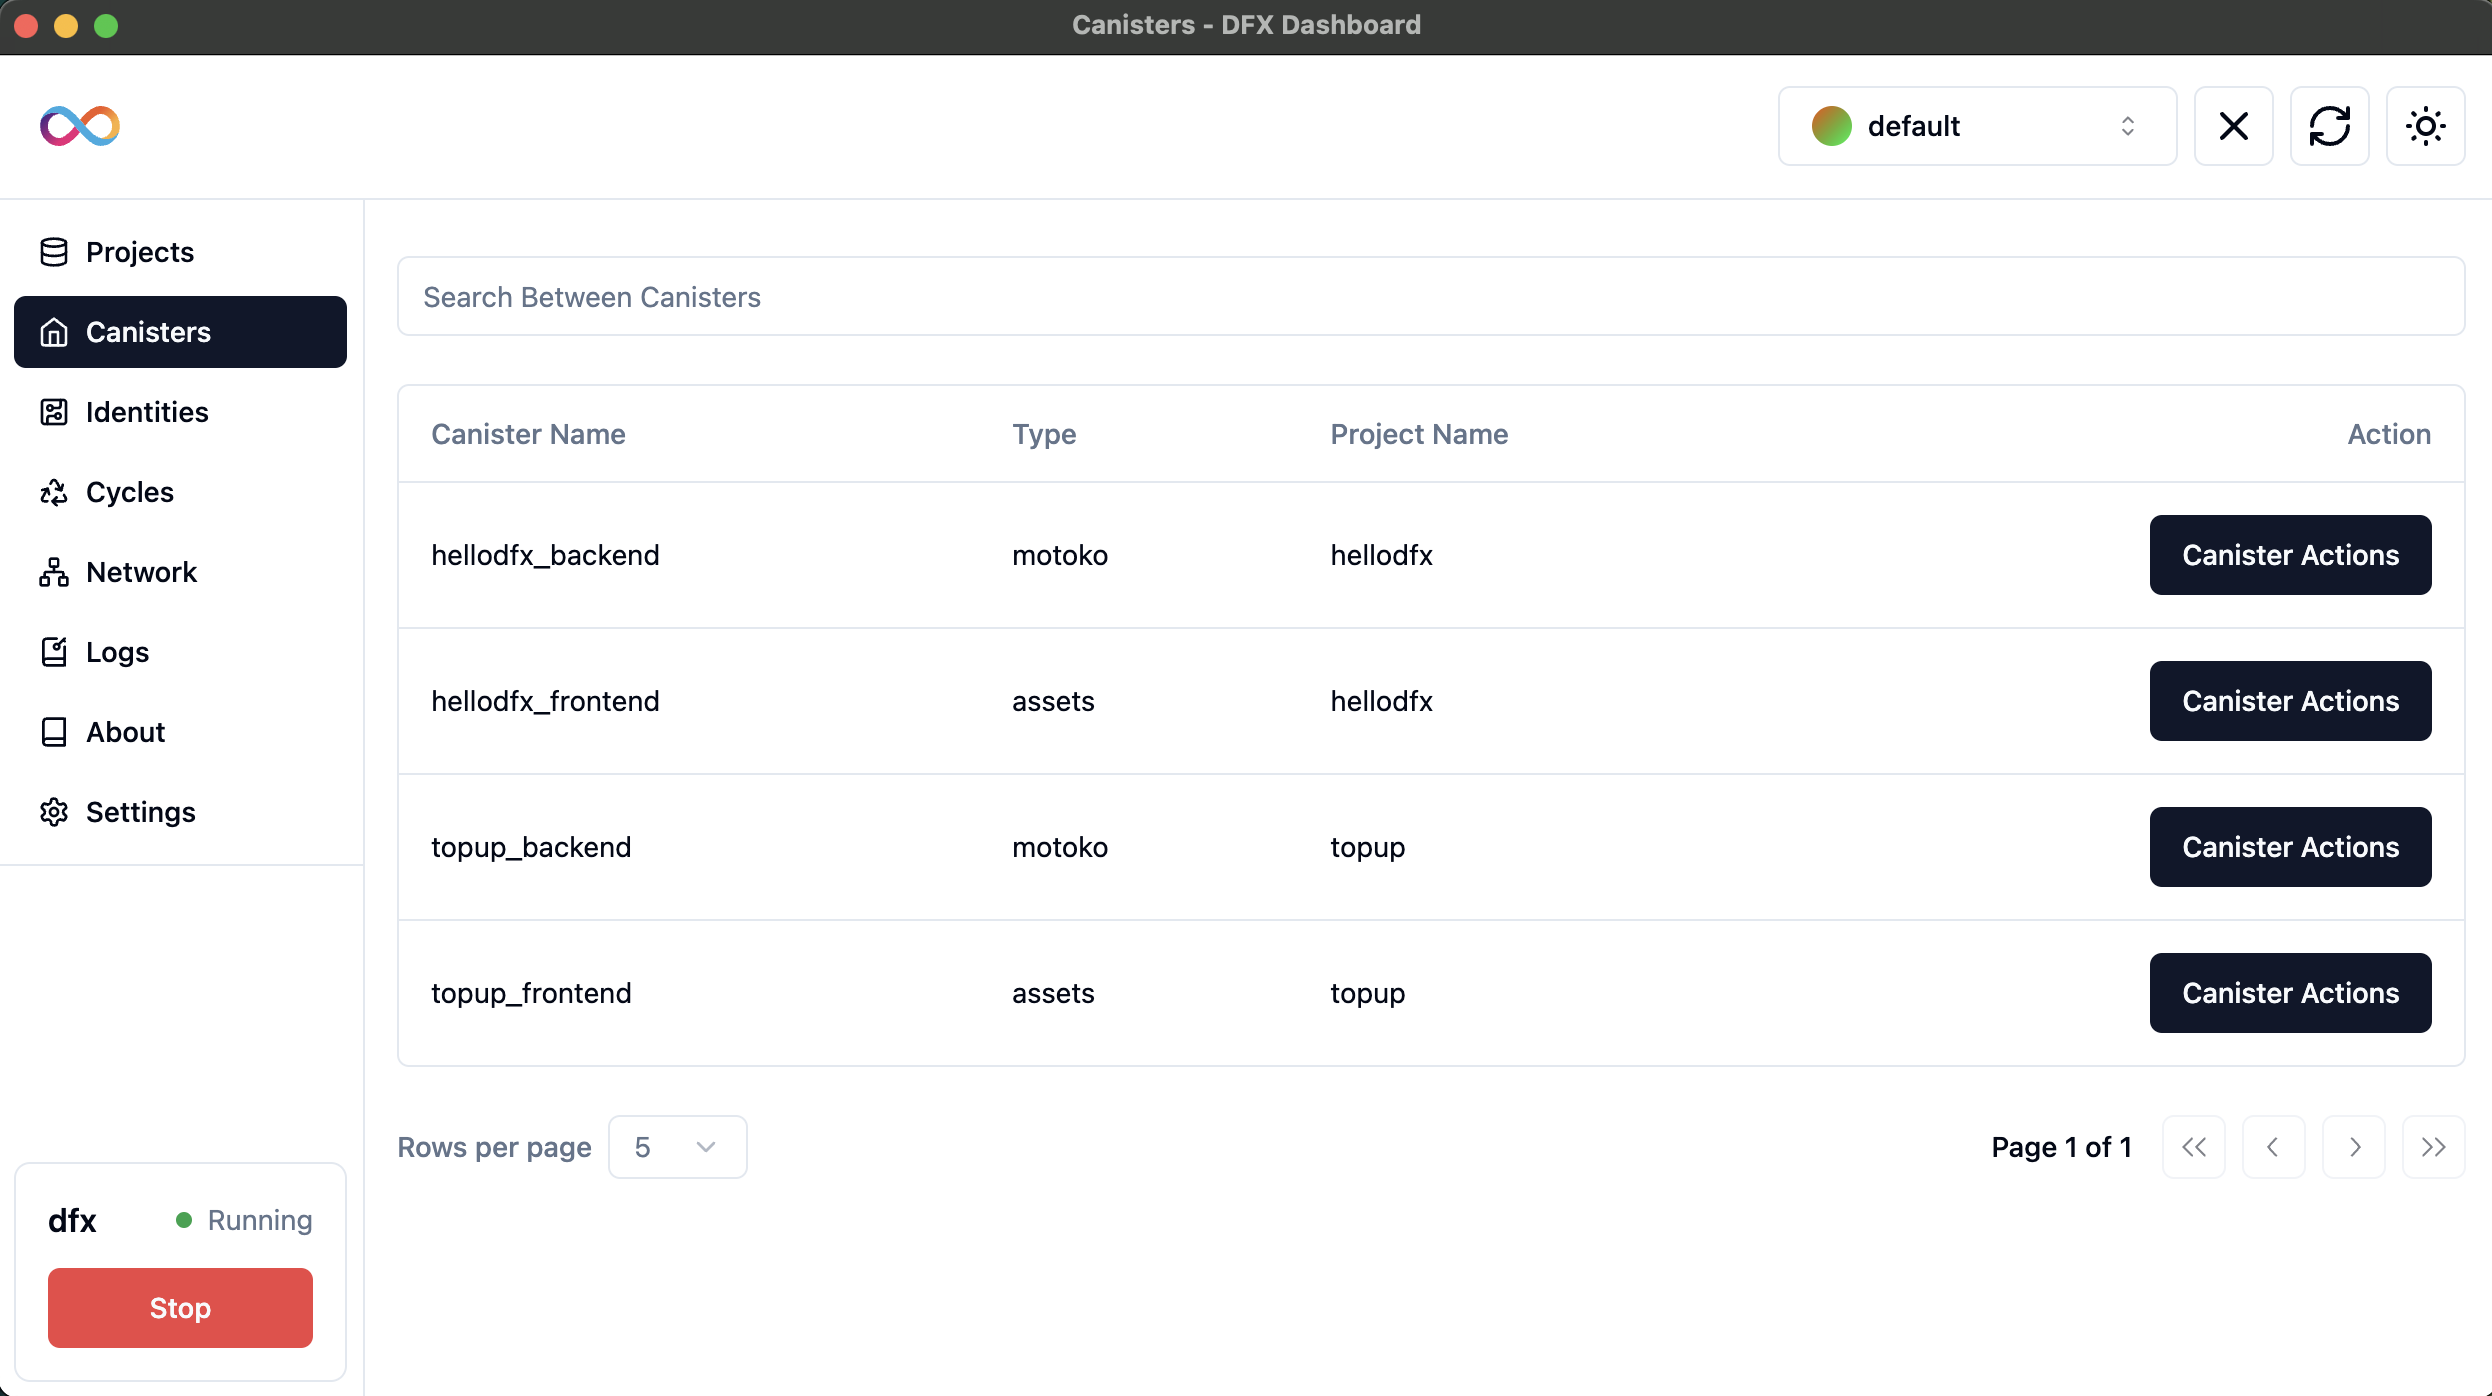 Canisters - DFX Dashboard
default
Projects
Canisters
Identities
Cycles
Network
Logs
About
Settings
dfx Running
Stop
Search Between Canisters
Canister Name Type Project Name Action
hellodfx_backend motoko hellodfx Canister Actions
hellodfx_frontend assets hellodfx Canister Actions
topup_backend motoko topup Canister Actions
topup_frontend assets topup Canister Actions
Rows per page 5 Page 1 of 1